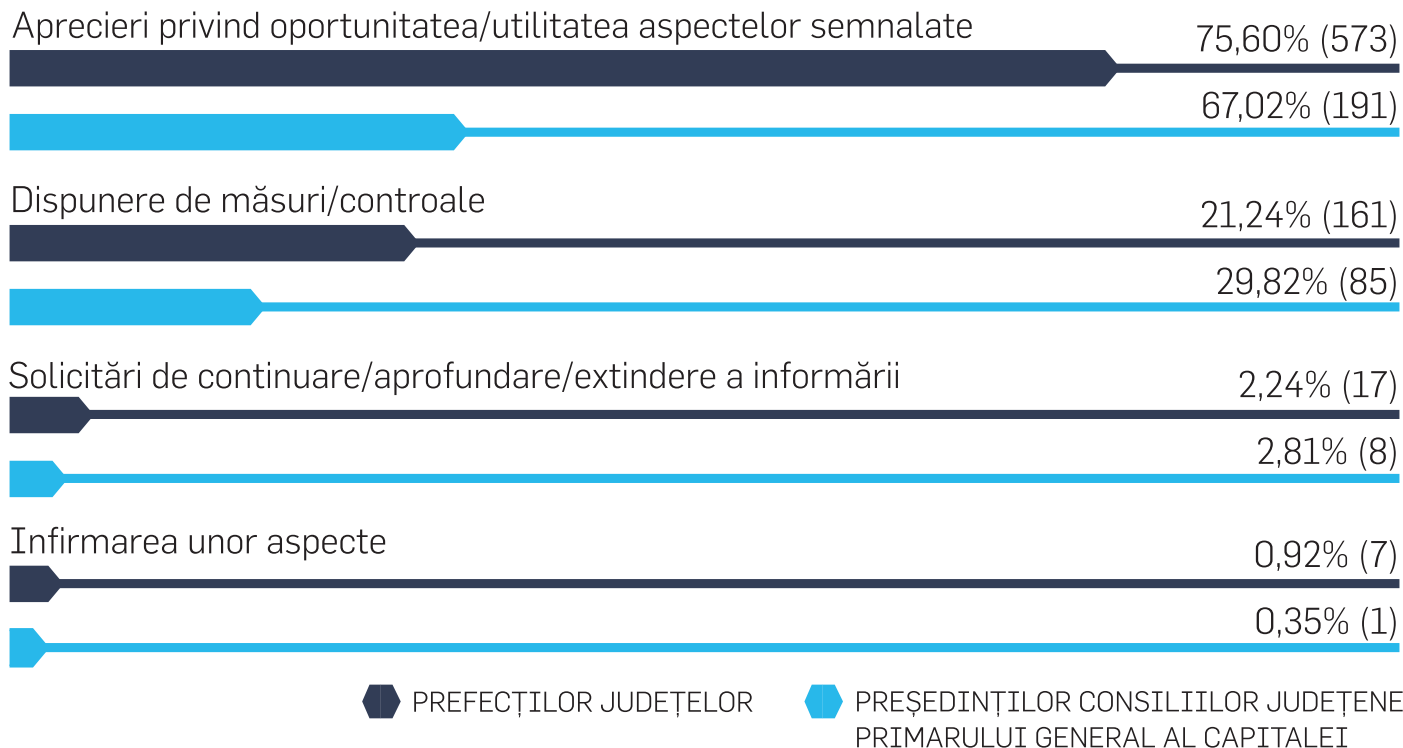 Aprecieri privind oportunitatea/utilitatea aspectelor semnalate
75,60% (573)
67,02% (191)
Dispunere de măsuri/controale
21,24% (161)
29,82% (85)
Solicitări de continuare/aprofundare/extindere a informării
2,24% (17)
2,81% (8)
Infirmarea unor aspecte
0,92% (7)
0,35% (1)
PREFECȚILOR JUDEȚELOR
PREȘEDINȚILOR CONSILIILOR JUDEȚENE
PRIMARULUI GENERAL AL CAPITALEI